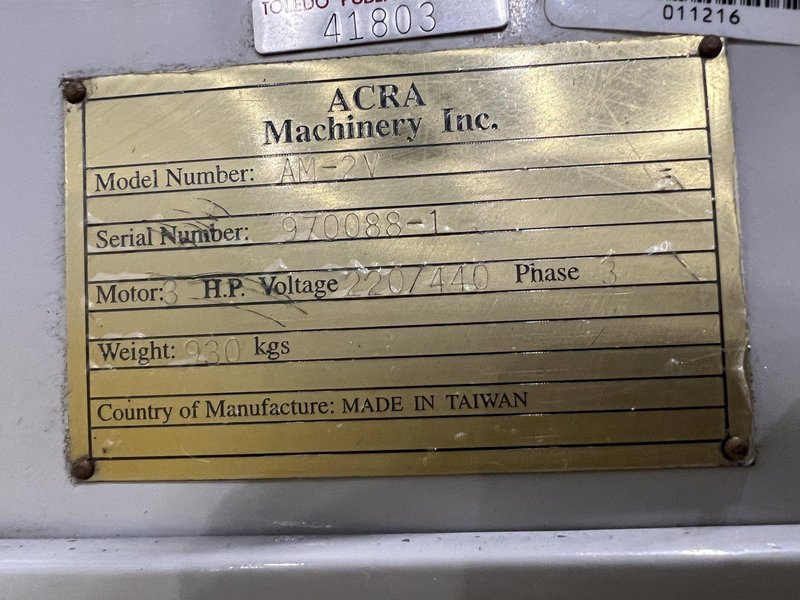 TOLEDO PUBL
41803
011216
ACRA
Machinery Inc.
Model Number: AM-2V
Serial Number: 970088-1
Motor: 3 H.P. Voltage 220/440 Phase 3
Weight: 930 kgs
Country of Manufacture: MADE IN TAIWAN